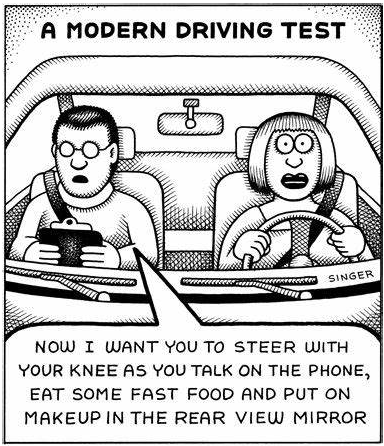 A MODERN DRIVING TEST
SINGER
NOW I WANT YOU TO STEER WITH
YOUR KNEE AS YOU TALK ON THE PHONE,
EAT SOME FAST FOOD AND PUT ON
MAKEUP IN THE REAR VIEW MIRROR